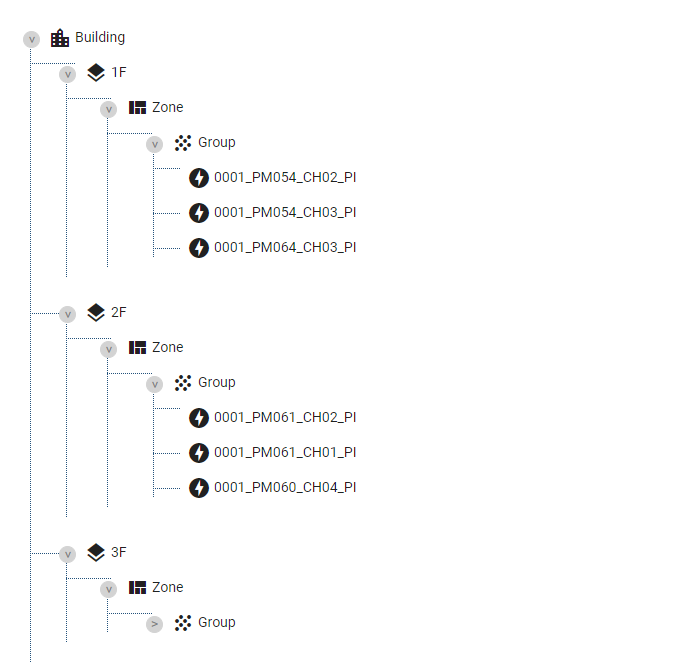 v Building
v 1F
v Zone
v Group
0001_PM054_CH02_PI
0001_PM054_CH03_PI
0001_PM064_CH03_PI
v 2F
v Zone
v Group
0001_PM061_CH02_PI
0001_PM061_CH01_PI
0001_PM060_CH04_PI
v 3F
v Zone
> Group